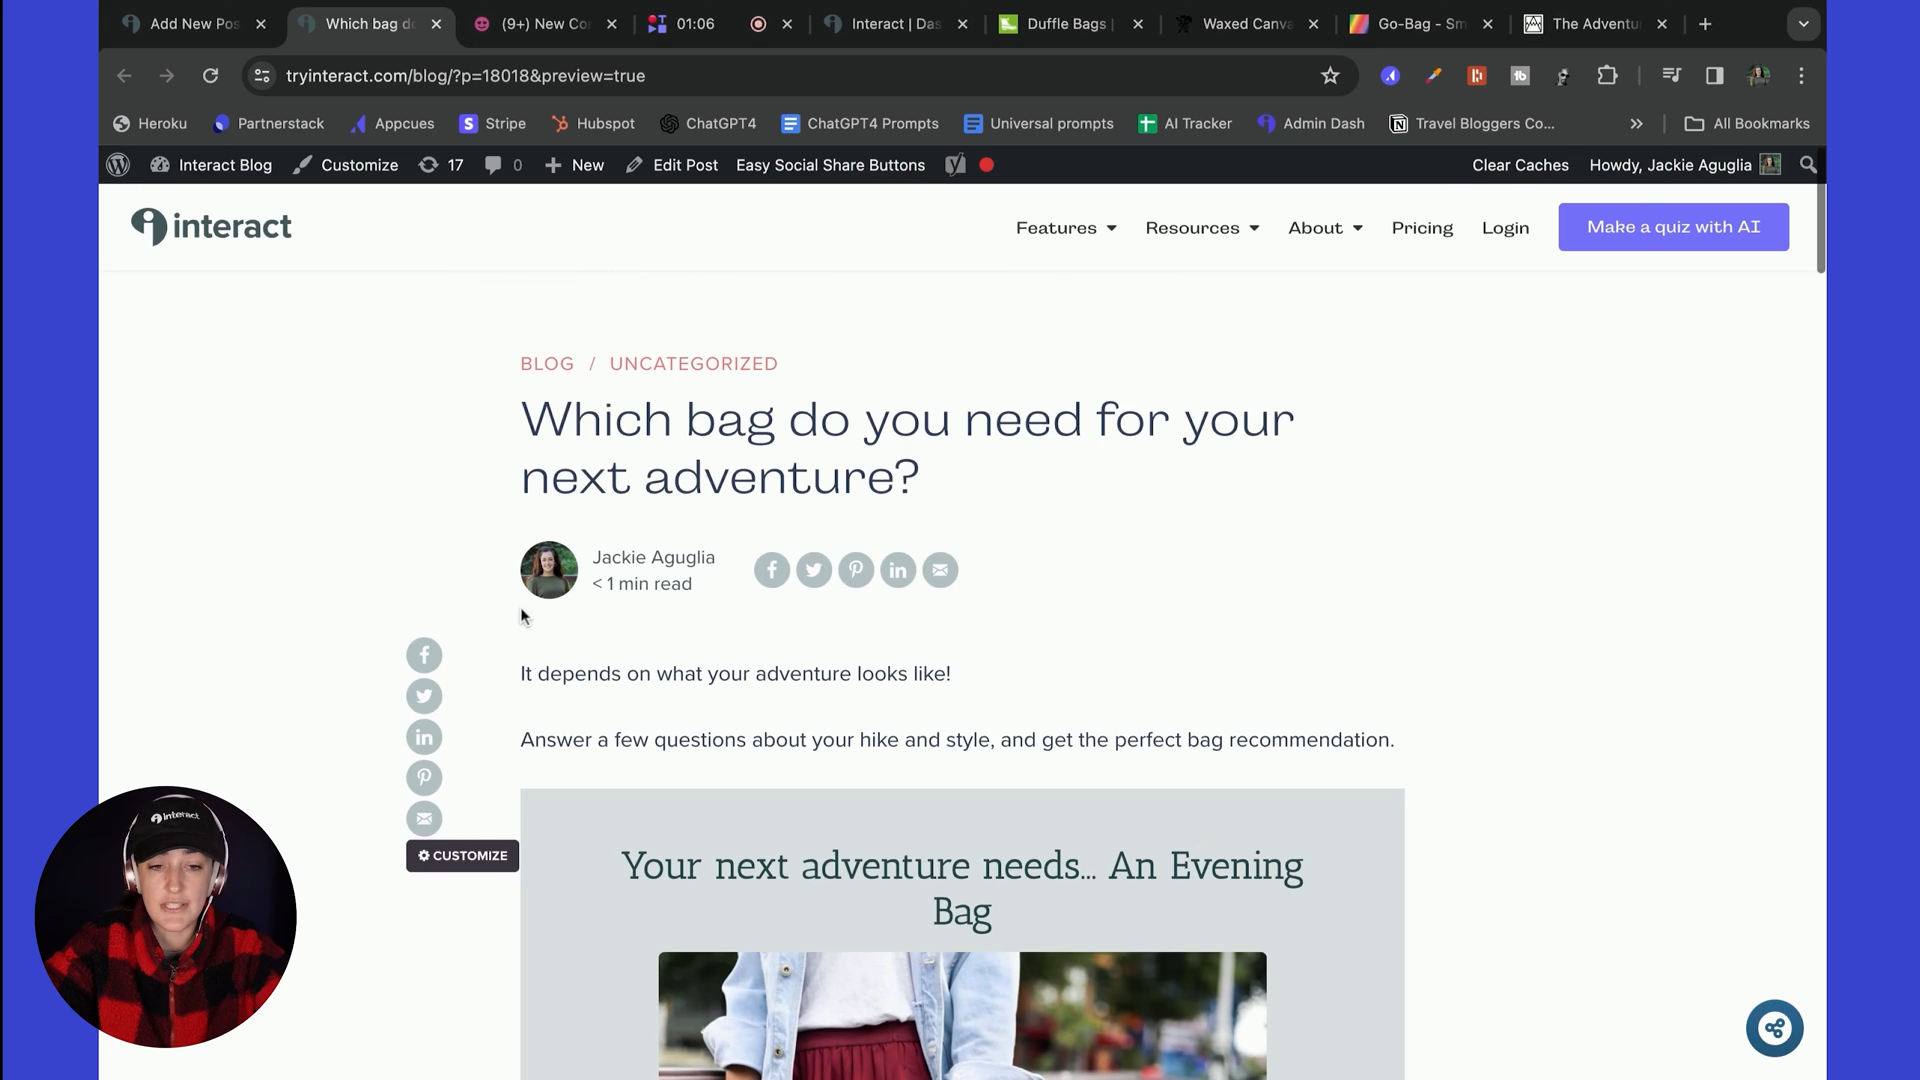 Add New Pos
Which bag do
(9+) New Cor
01:06
Interact | Das
Duffle Bags |
Waxed Canva
Go-Bag - Sm
The Adventu
tryinteract.com/blog/?p=18018&preview=true
Heroku
Partnerstack
Appcues
Stripe
Hubspot
ChatGPT4
ChatGPT4 Prompts
Universal prompts
AI Tracker
Admin Dash
Travel Bloggers Co...
All Bookmarks
Interact Blog
Customize
17
0
New
Edit Post
Easy Social Share Buttons
Clear Caches
Howdy, Jackie Aguglia
interact
Features
Resources
About
Pricing
Login
Make a quiz with AI
BLOG / UNCATEGORIZED
Which bag do you need for your
next adventure?
Jackie Aguglia
< 1 min read
It depends on what your adventure looks like!
Answer a few questions about your hike and style, and get the perfect bag recommendation.
CUSTOMIZE
Your next adventure needs... An Evening
Bag
interact